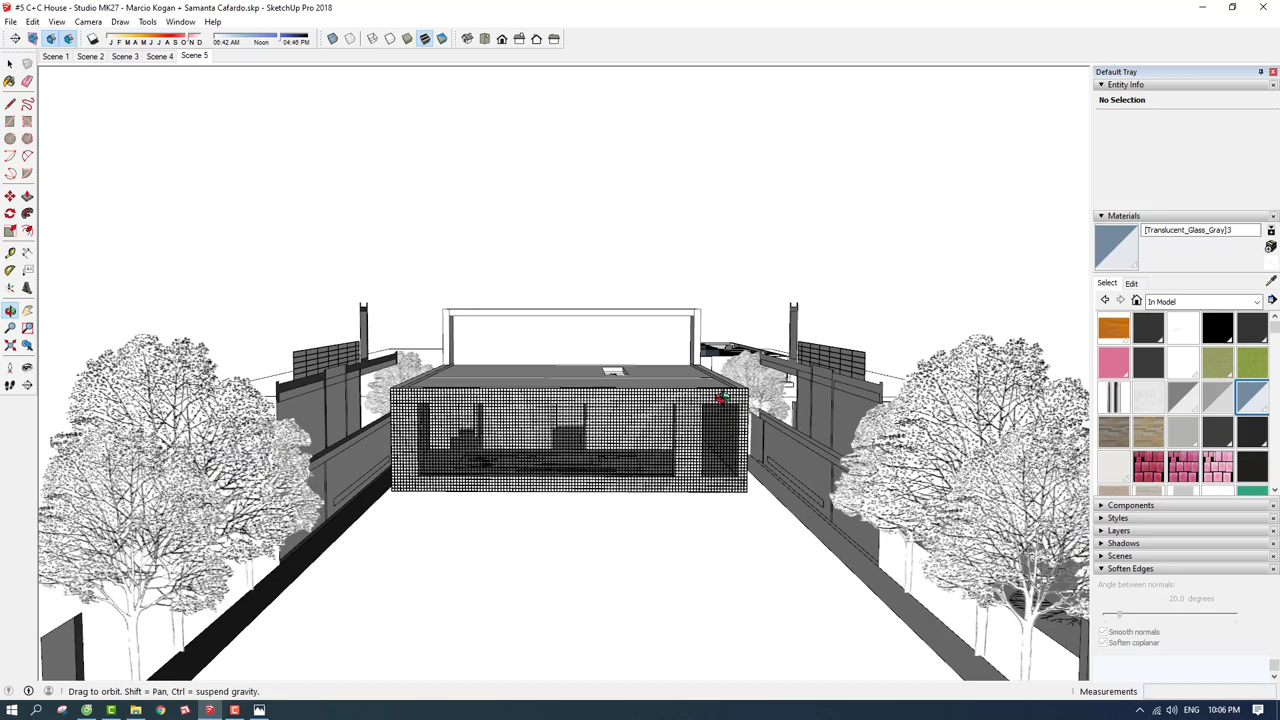 #5 C+C House - Studio MK27 - Marcio Kogan + Samanta Cafardo.skp - SketchUp Pro 2018
File Edit View Camera Draw Tools Window Help
J F M A M J J A S O N D 06:42 AM Noon 04:46 PM
Scene 1 Scene 2 Scene 3 Scene 4 Scene 5
Default Tray
Entity Info
No Selection
Materials
[Translucent_Glass_Gray]3
Select Edit
In Model
Components
Styles
Layers
Shadows
Scenes
Soften Edges
Angle between normals:
20.0 degrees
Smooth normals
Soften coplanar
Drag to orbit. Shift = Pan, Ctrl = suspend gravity.
Measurements
10:06 PM